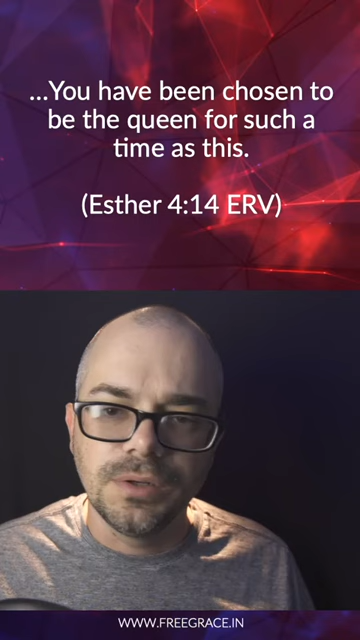 ...You have been chosen to
be the queen for such a
time as this.
(Esther 4:14 ERV)
WWW.FREEGRACE.IN